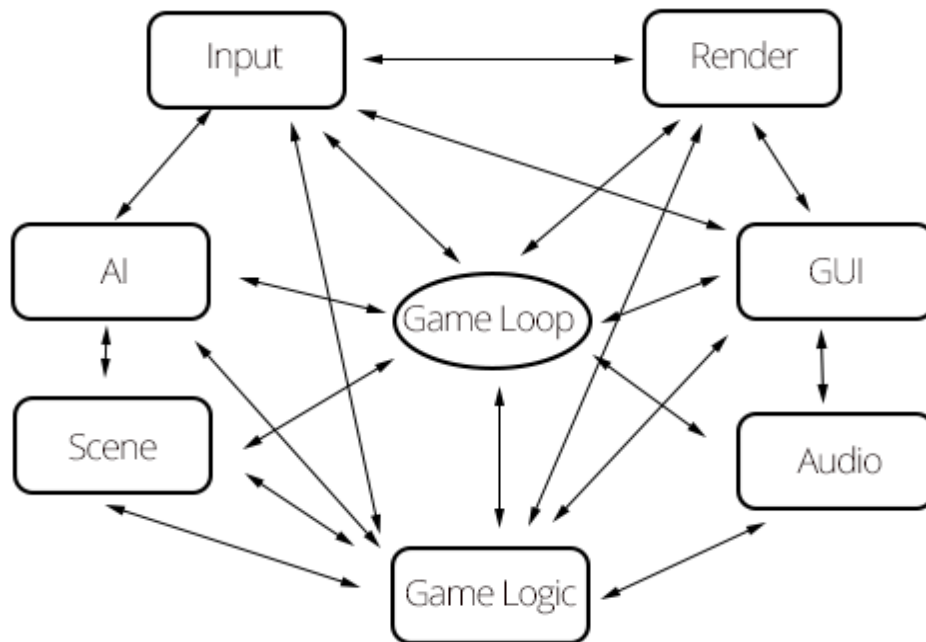 Input
Render
AI
GUI
Game Loop
Scene
Audio
Game Logic